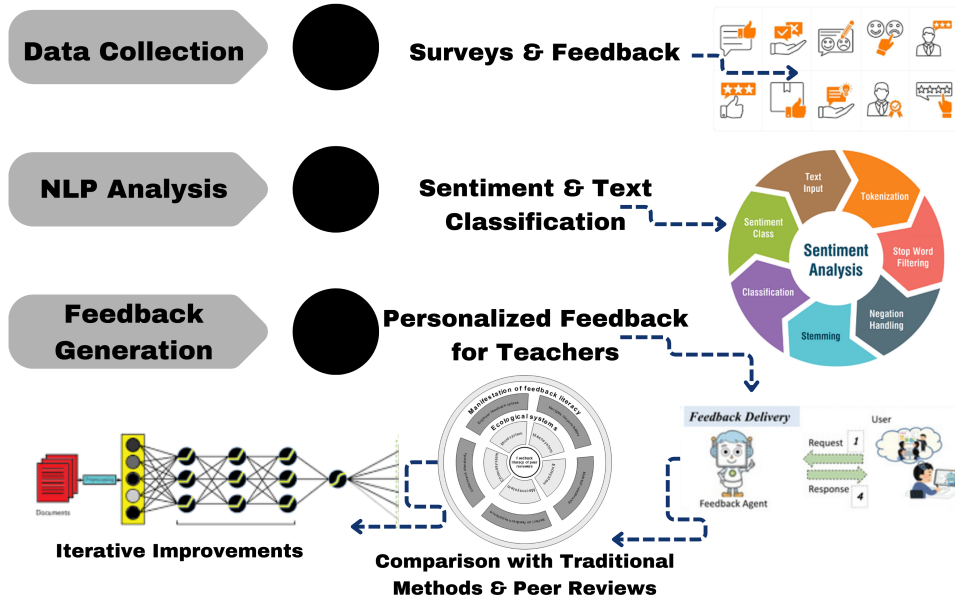 Data Collection
Surveys & Feedback
NLP Analysis
Sentiment & Text
Classification
Text
Input
Tokenization
Stop Word
Filtering
Negation
Handling
Stemming
Classification
Sentiment
Class
Sentiment
Analysis
Feedback
Generation
Personalized Feedback
for Teachers
Feedback Delivery
User
Request
1
Response
4
Feedback Agent
Manifestation of feedback literacy
Ecological systems
Comparison with Traditional
Methods & Peer Reviews
Documents
Iterative Improvements